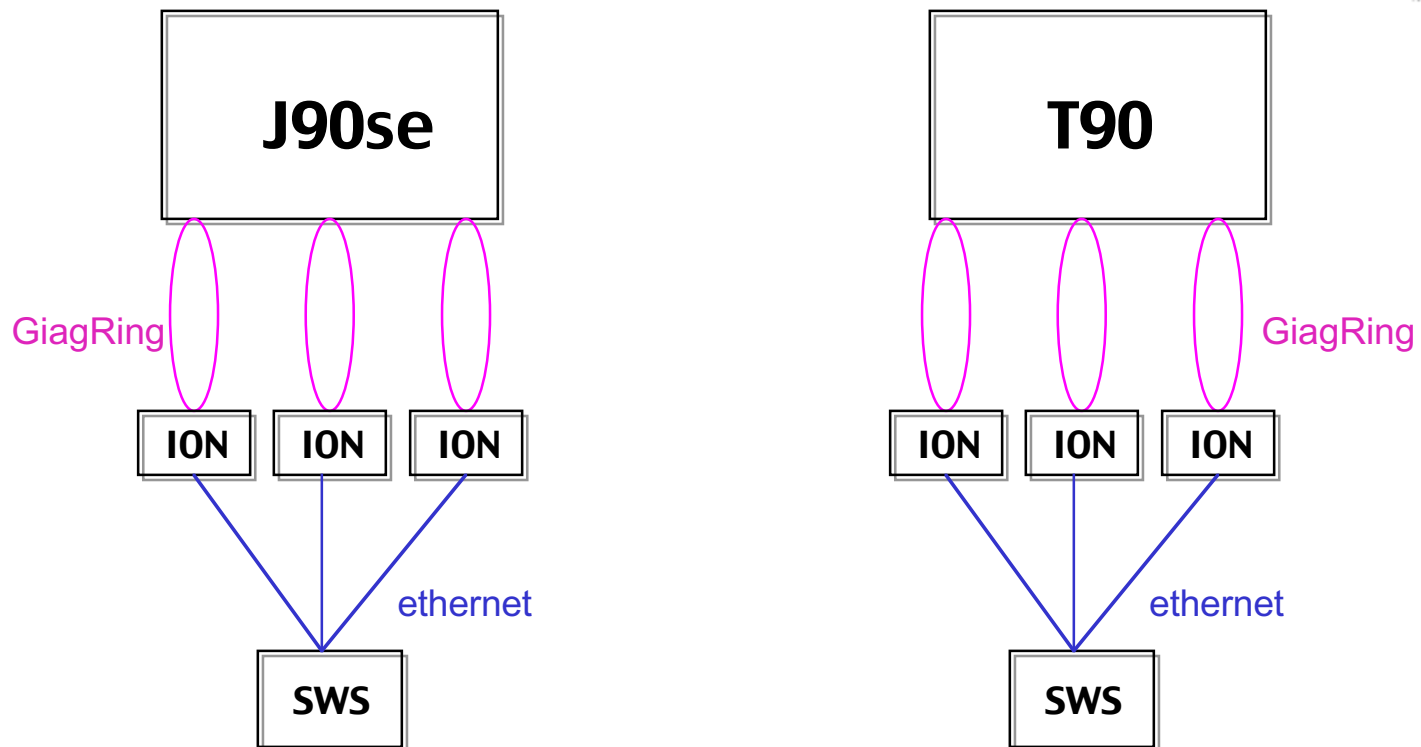 J90se
T90
GiagRing
GiagRing
ION
ION
ION
ION
ION
ION
ethernet
ethernet
SWS
SWS